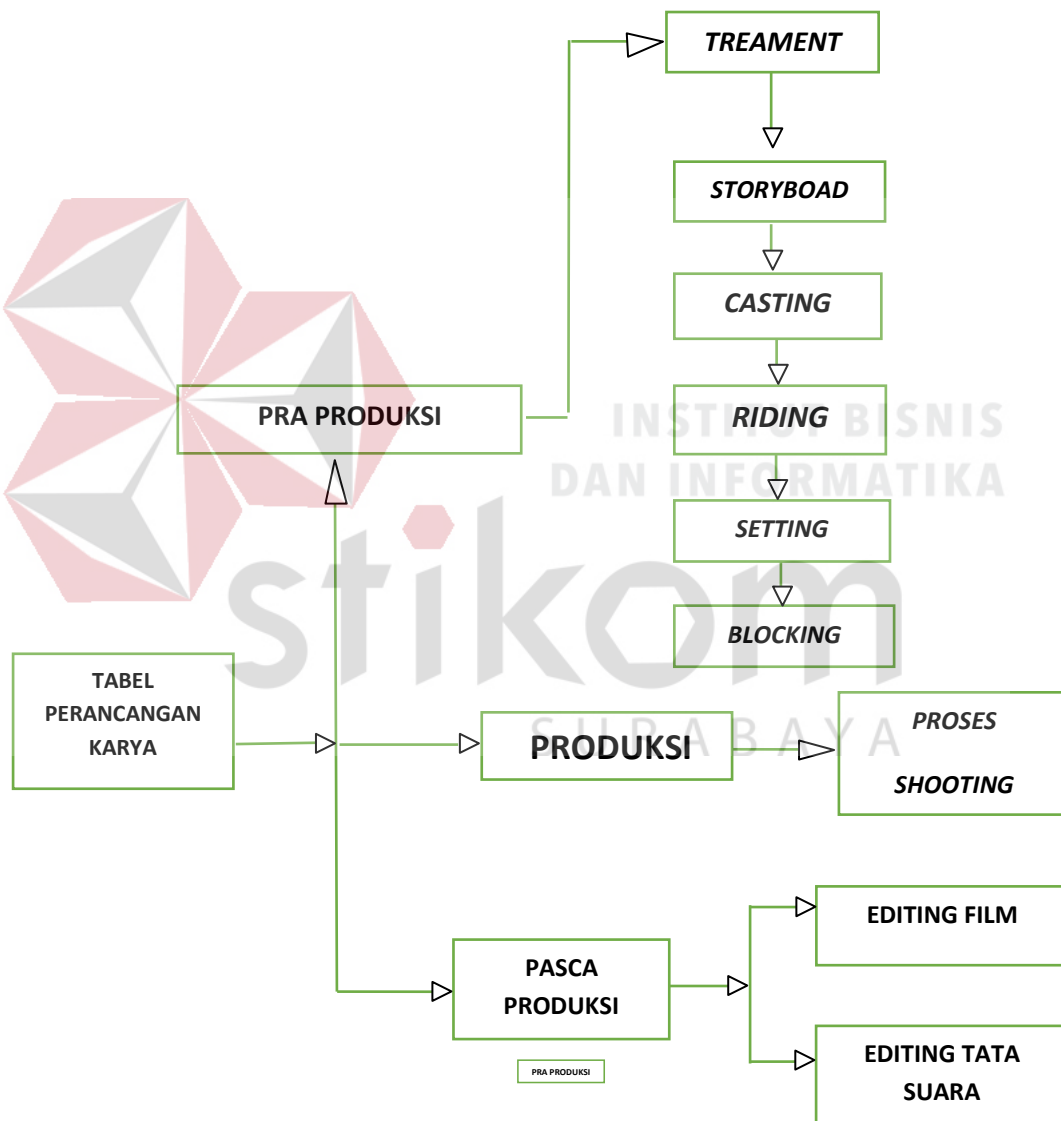 TREAMENT
STORYBOAD
CASTING
PRA PRODUKSI
RIDING
INSTITUT BISNIS
DAN INFORMATIKA
SETTING
stikom
BLOCKING
TABEL
PERANCANGAN
KARYA
SURABAYA
PRODUKSI
PROSES
SHOOTING
EDITING FILM
PASCA
PRODUKSI
PRA PRODUKSI
EDITING TATA
SUARA